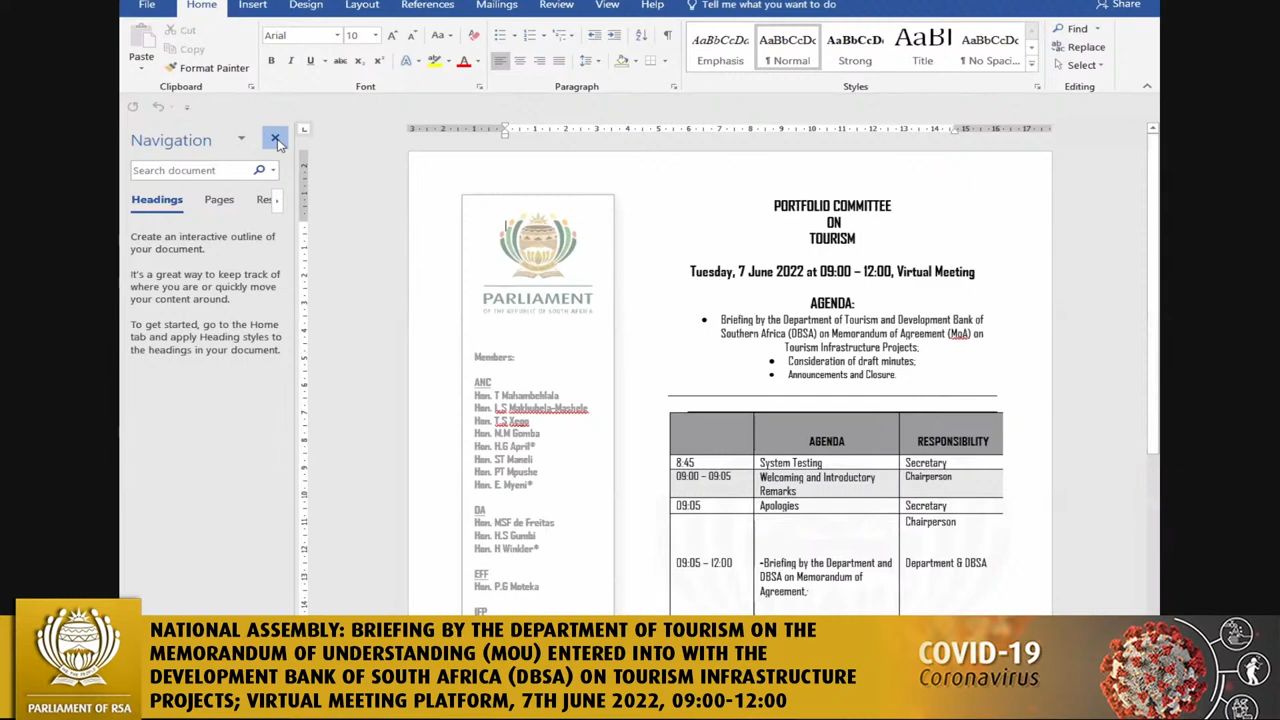 File Home Insert Design Layout References Mailings Review View Help Tell me what you want to do Share
Cut
Copy
Paste
Format Painter
Clipboard
Arial 10
Font
Paragraph
AaBbCcDc AaBbCcDc AaBbCcDc AaBI AaBbCcDc
Emphasis ¶ Normal Strong Title ¶ No Spaci...
Styles
Find
Replace
Select
Editing
Navigation
Search document
Headings Pages Res
Create an interactive outline of
your document.
It's a great way to keep track of
where you are or quickly move
your content around.
To get started, go to the Home
tab and apply Heading styles to
the headings in your document.
PARLIAMENT
OF THE REPUBLIC OF SOUTH AFRICA
Members:
ANC
Hon. T Mahambehlala
Hon. L.S Makhubela-Mashele
Hon. T.S Xego
Hon. M.M Gomba
Hon. H.G April*
Hon. ST Maneli
Hon. PT Mpushe
Hon. E. Myeni*
DA
Hon. MSF de Freitas
Hon. H.S Gumbi
Hon. H Winkler*
EFF
Hon. P.G Moteka
IFP
PORTFOLIO COMMITTEE
ON
TOURISM
Tuesday, 7 June 2022 at 09:00 – 12:00, Virtual Meeting
AGENDA:
• Briefing by the Department of Tourism and Development Bank of
Southern Africa (DBSA) on Memorandum of Agreement (MoA) on
Tourism Infrastructure Projects;
• Consideration of draft minutes;
• Announcements and Closure.
AGENDA RESPONSIBILITY
8:45 System Testing Secretary
09:00 – 09:05 Welcoming and Introductory Chairperson
Remarks
09:05 Apologies Secretary
Chairperson
09:05 – 12:00 -Briefing by the Department and Department & DBSA
DBSA on Memorandum of
Agreement,;
NATIONAL ASSEMBLY: BRIEFING BY THE DEPARTMENT OF TOURISM ON THE
MEMORANDUM OF UNDERSTANDING (MOU) ENTERED INTO WITH THE
DEVELOPMENT BANK OF SOUTH AFRICA (DBSA) ON TOURISM INFRASTRUCTURE
PROJECTS; VIRTUAL MEETING PLATFORM, 7TH JUNE 2022, 09:00-12:00
PARLIAMENT OF RSA
COVID-19
Coronavirus